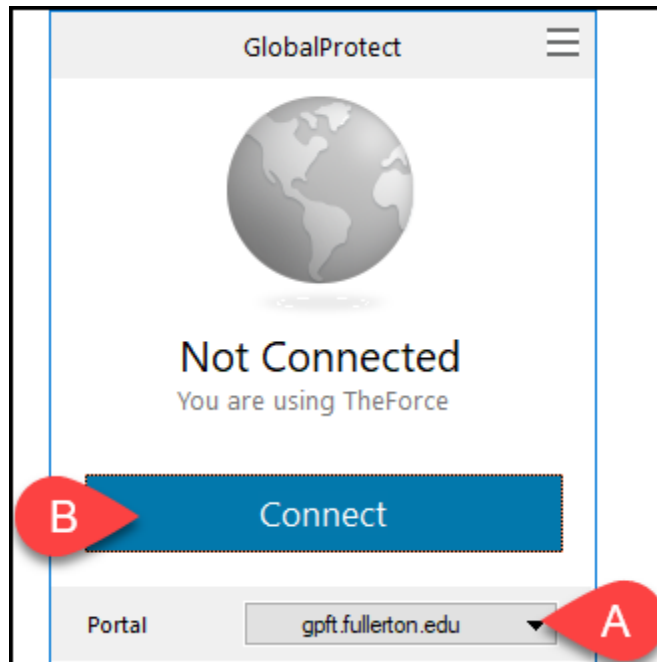 GlobalProtect
Not Connected
You are using TheForce
B
Connect
Portal gpft.fullerton.edu A